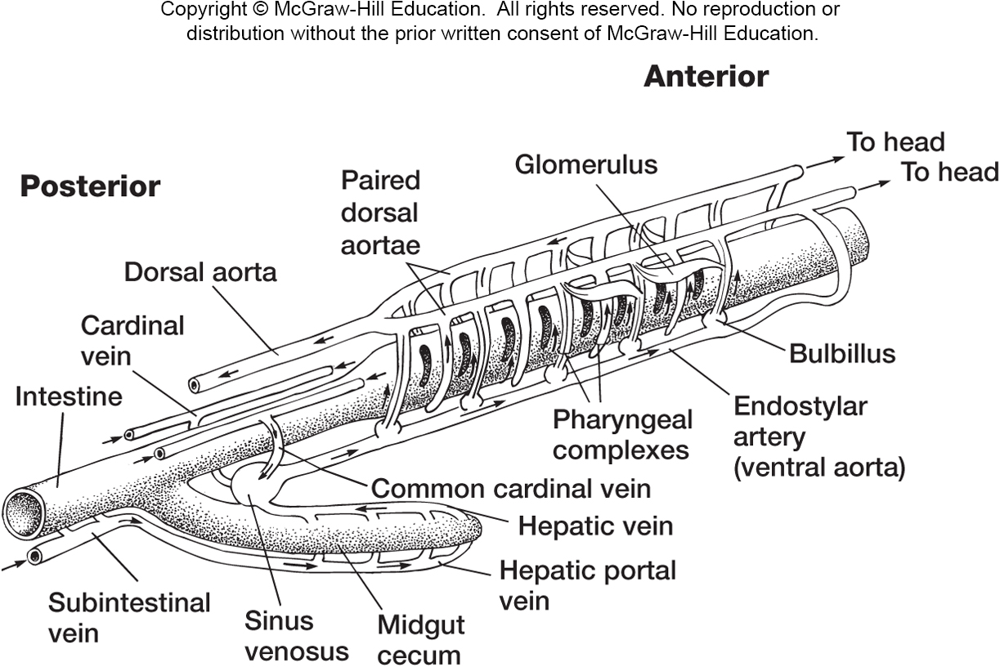 Copyright © McGraw-Hill Education.  All rights reserved. No reproduction or
distribution without the prior written consent of McGraw-Hill Education.
Anterior
To head
To head
Glomerulus
Posterior
Paired
dorsal
aortae
Dorsal aorta
Cardinal
vein
Intestine
Bulbillus
Endostylar
artery
(ventral aorta)
Pharyngeal
complexes
Common cardinal vein
Hepatic vein
Hepatic portal
vein
Subintestinal
vein
Sinus
venosus
Midgut
cecum